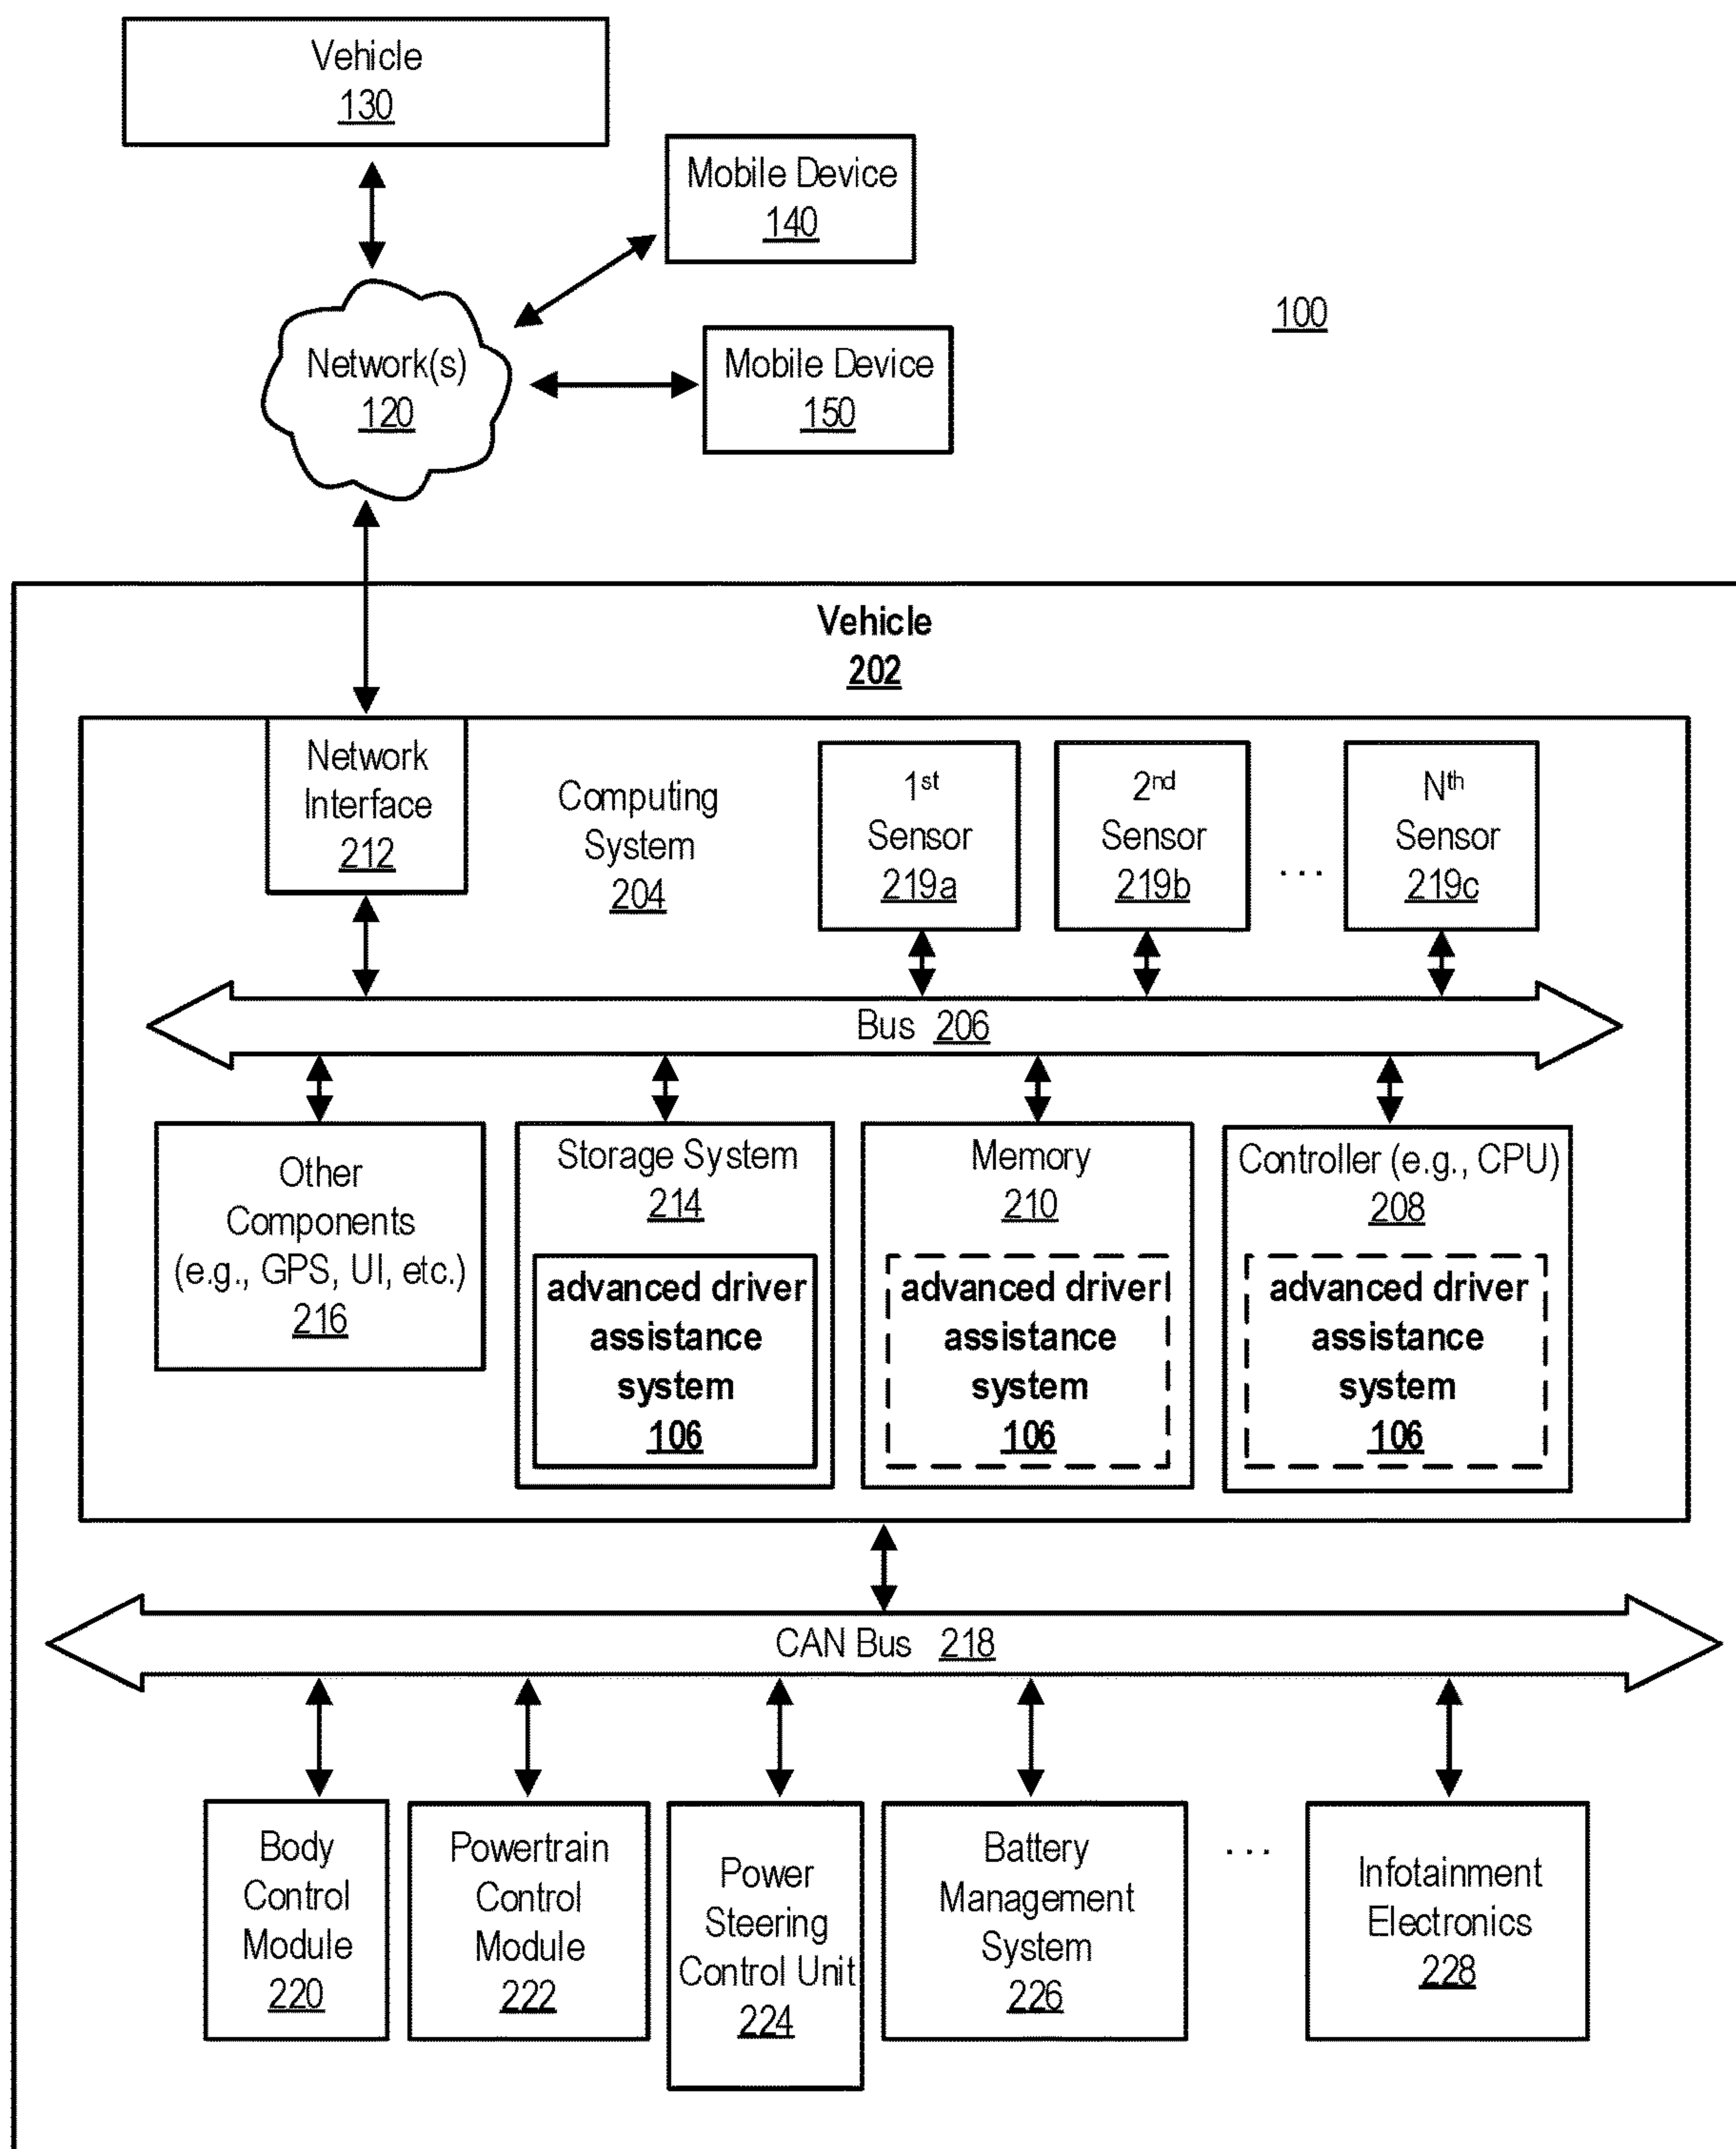 Vehicle
130
Mobile Device
140
100
Network(s)
120
Mobile Device
150
Vehicle
202
Network
Interface
212
Computing
System
204
1st
Sensor
219a
2nd
Sensor
219b
...
Nth
Sensor
219c
Bus 206
Other
Components
(e.g., GPS, UI, etc.)
216
Storage System
214
advanced driver
assistance
system
106
Memory
210
advanced driver
assistance
system
106
Controller (e.g., CPU)
208
advanced driver
assistance
system
106
CAN Bus 218
Body
Control
Module
220
Powertrain
Control
Module
222
Power
Steering
Control Unit
224
Battery
Management
System
226
...
Infotainment
Electronics
228